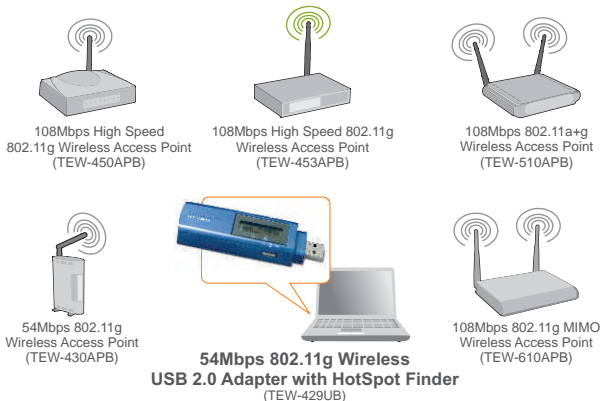 108Mbps High Speed
802.11g Wireless Access Point
(TEW-450APB)
108Mbps High Speed 802.11g
Wireless Access Point
(TEW-453APB)
108Mbps 802.11a+g
Wireless Access Point
(TEW-510APB)
54Mbps 802.11g
Wireless Access Point
(TEW-430APB)
54Mbps 802.11g Wireless
USB 2.0 Adapter with HotSpot Finder
(TEW-429UB)
108Mbps 802.11g MIMO
Wireless Access Point
(TEW-610APB)